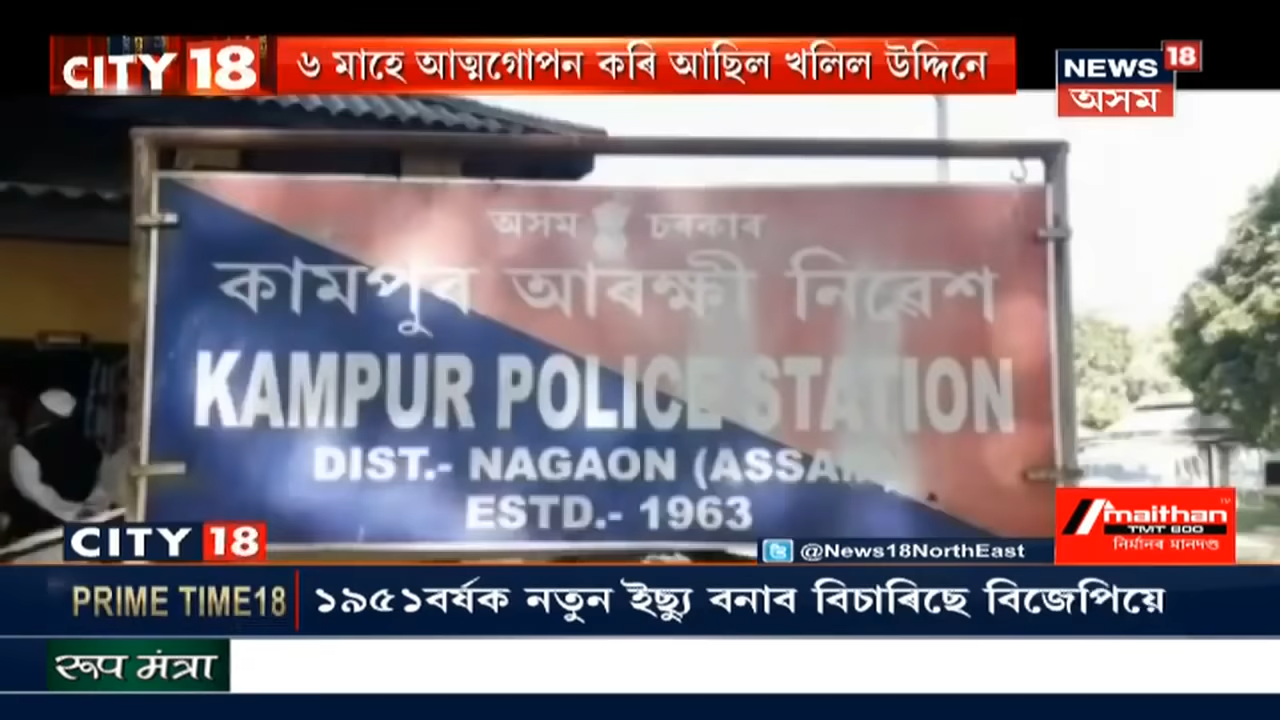 CITY 18
৬ মাহে আত্মগোপন কৰি আছিল খলিল উদ্দিনে
NEWS 18
অসম
অসম চৰকাৰ
কামপুৰ আৰক্ষী নিৱেশ
KAMPUR POLICE STATION
DIST.- NAGAON (ASSAM)
ESTD.- 1963
CITY 18
@News18NorthEast
maithan
TMT 600
নিৰ্মানৰ মানদণ্ড
PRIME TIME18
১৯৫১বৰ্ষক নতুন ইছ্যু বনাব বিচাৰিছে বিজেপিয়ে
ৰূপ মন্ত্ৰা